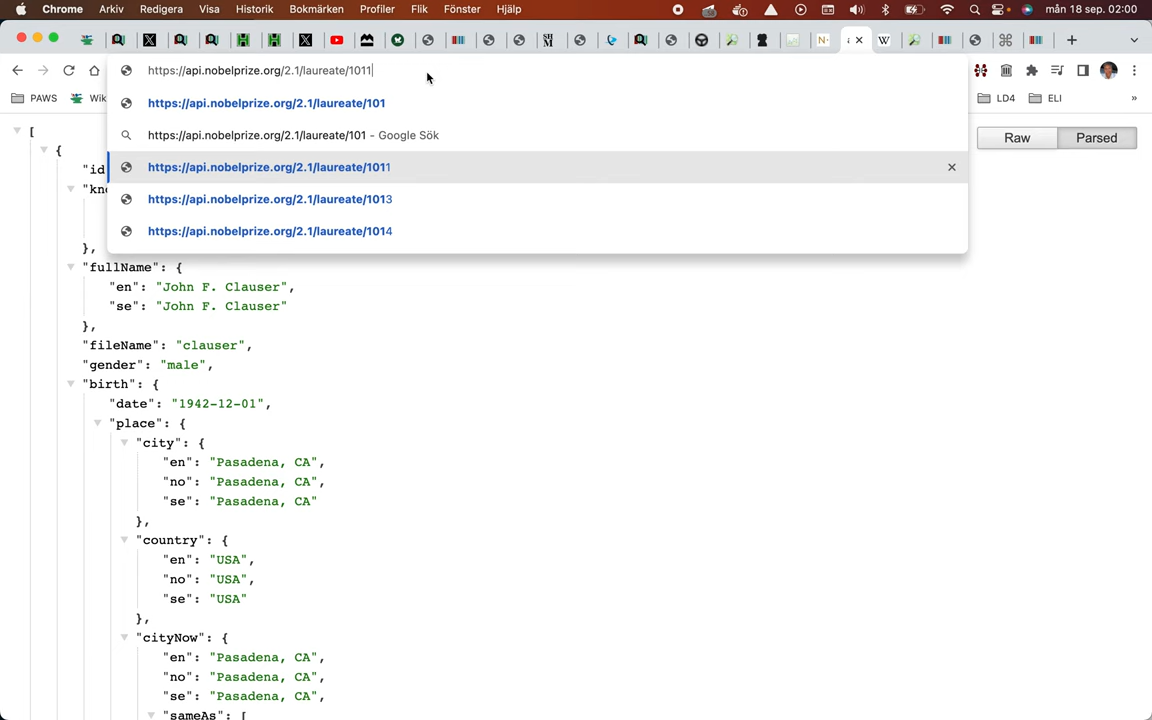 Chrome Arkiv Redigera Visa Historik Bokmärken Profiler Flik Fönster Hjälp mån 18 sep. 02:00
https://api.nobelprize.org/2.1/laureate/1011
PAWS Wik LD4 ELI »
https://api.nobelprize.org/2.1/laureate/101
https://api.nobelprize.org/2.1/laureate/101 - Google Sök
https://api.nobelprize.org/2.1/laureate/1011
https://api.nobelprize.org/2.1/laureate/1013
https://api.nobelprize.org/2.1/laureate/1014
Raw Parsed
[
{
"id
"kno
},
"fullName": {
"en": "John F. Clauser",
"se": "John F. Clauser"
},
"fileName": "clauser",
"gender": "male",
"birth": {
"date": "1942-12-01",
"place": {
"city": {
"en": "Pasadena, CA",
"no": "Pasadena, CA",
"se": "Pasadena, CA"
},
"country": {
"en": "USA",
"no": "USA",
"se": "USA"
},
"cityNow": {
"en": "Pasadena, CA",
"no": "Pasadena, CA",
"se": "Pasadena, CA",
"sameAs": [